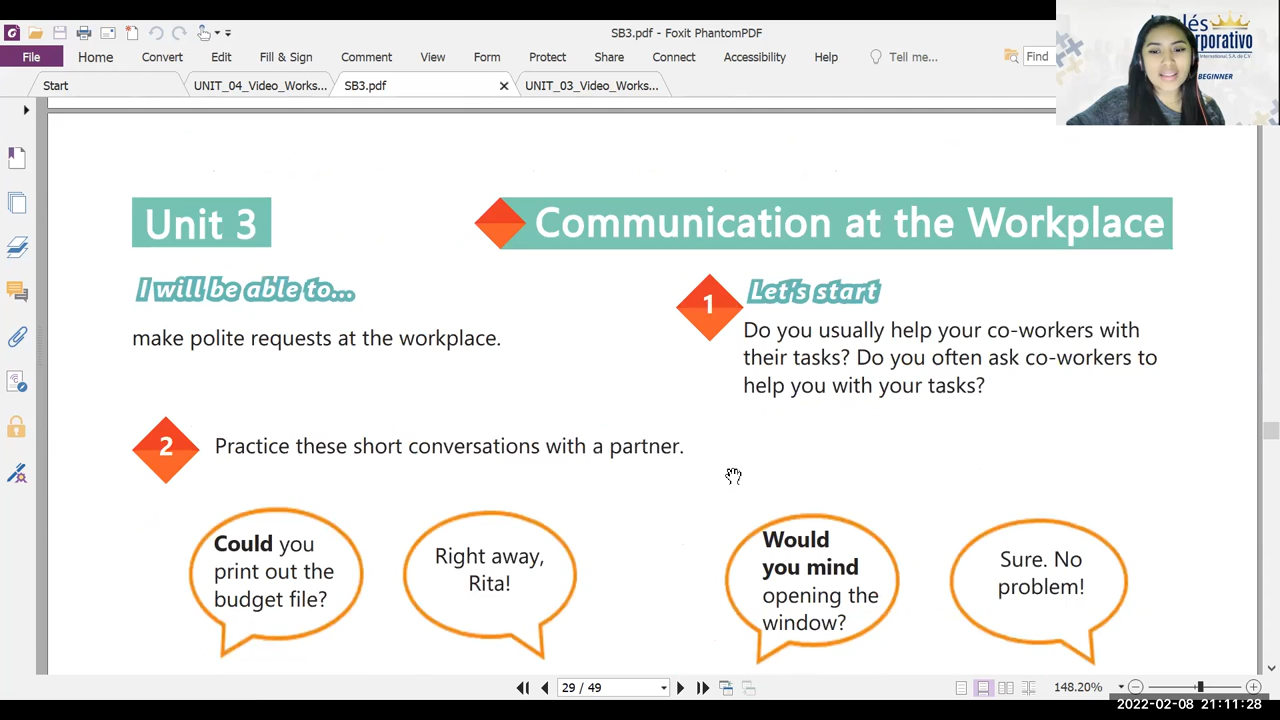 SB3.pdf - Foxit PhantomPDF
File Home Convert Edit Fill & Sign Comment View Form Protect Share Connect Accessibility Help Tell me... Find
Start UNIT_04_Video_Works... SB3.pdf UNIT_03_Video_Works...
BEGINNER
Unit 3
Communication at the Workplace
I will be able to...
make polite requests at the workplace.
1
Let's start
Do you usually help your co-workers with
their tasks? Do you often ask co-workers to
help you with your tasks?
2
Practice these short conversations with a partner.
Could you
print out the
budget file?
Right away,
Rita!
Would
you mind
opening the
window?
Sure. No
problem!
29 / 49
148.20%
2022-02-08 21:11:28